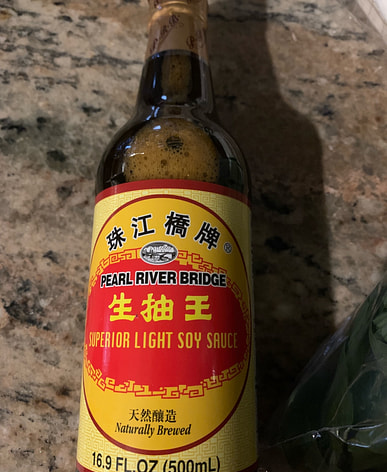 珠江橋牌®
PEARL RIVER BRIDGE
生抽王
SUPERIOR LIGHT SOY SAUCE
天然釀造
Naturally Brewed
16.9 FL.OZ (500mL)